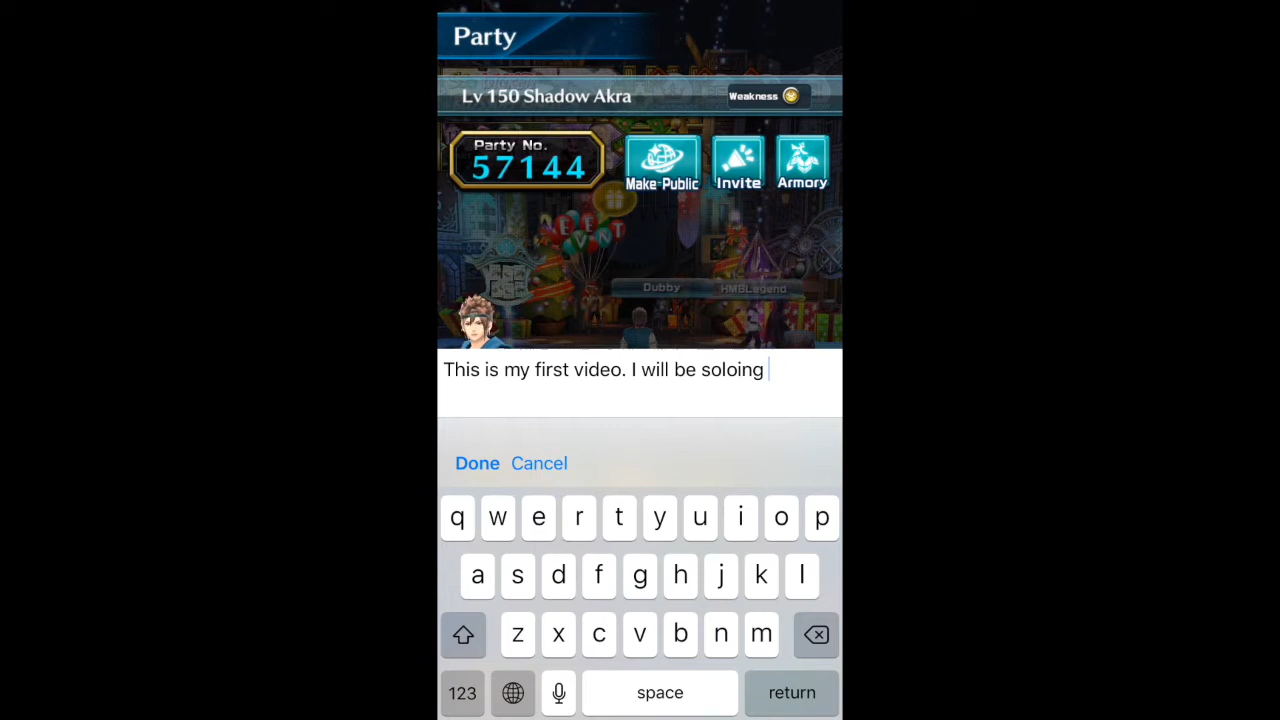 Party
Lv 150 Shadow Akra
Weakness
Party No.
57144
Make-Public
Invite
Armory
EVENT
Dubby
HMBLegend
This is my first video. I will be soloing
Done Cancel
q w e r t y u i o p
a s d f g h j k l
z x c v b n m
123 space return